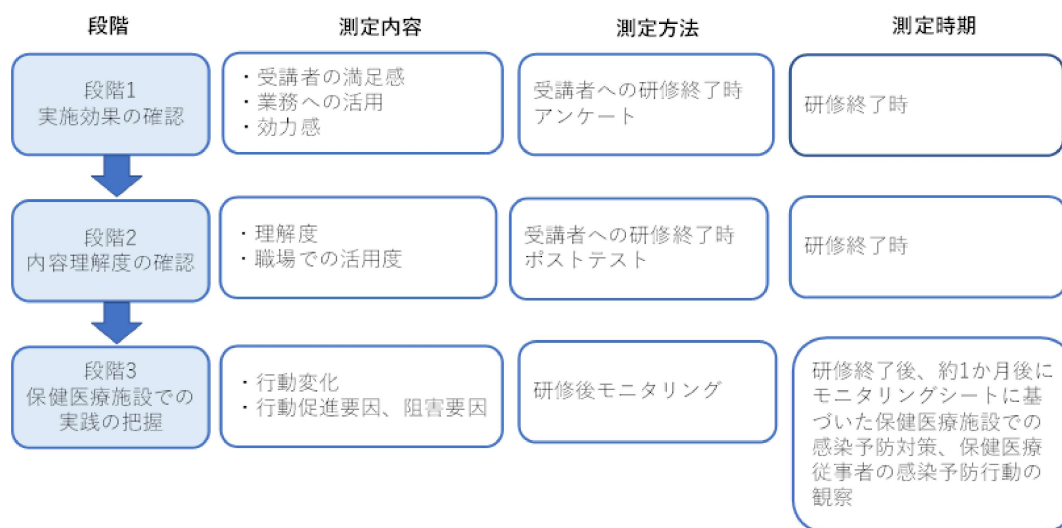 段階
測定内容
測定方法
測定時期
段階1
実施効果の確認
・受講者の満足感
・業務への活用
・効力感
受講者への研修終了時
アンケート
研修終了時
段階2
内容理解度の確認
・理解度
・職場での活用度
受講者への研修終了時
ポストテスト
研修終了時
段階3
保健医療施設での
実践の把握
・行動変化
・行動促進要因、阻害要因
研修後モニタリング
研修終了後、約1か月後に
モニタリングシートに基
づいた保健医療施設での
感染予防対策、保健医療
従事者の感染予防行動の
観察